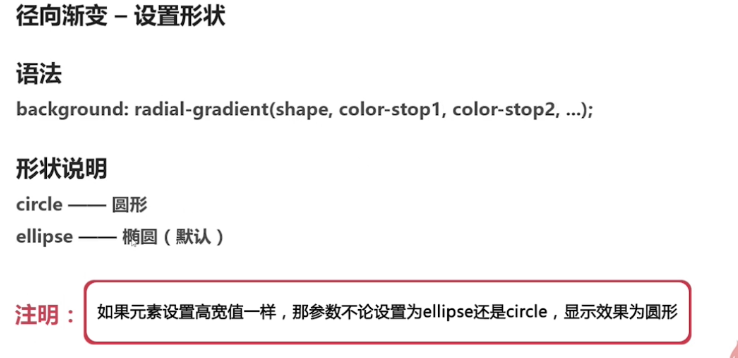 径向渐变 – 设置形状
语法
background: radial-gradient(shape, color-stop1, color-stop2, ...);
形状说明
circle —— 圆形
ellipse —— 椭圆（默认）
注明： 如果元素设置高宽值一样，那参数不论设置为ellipse还是circle，显示效果为圆形